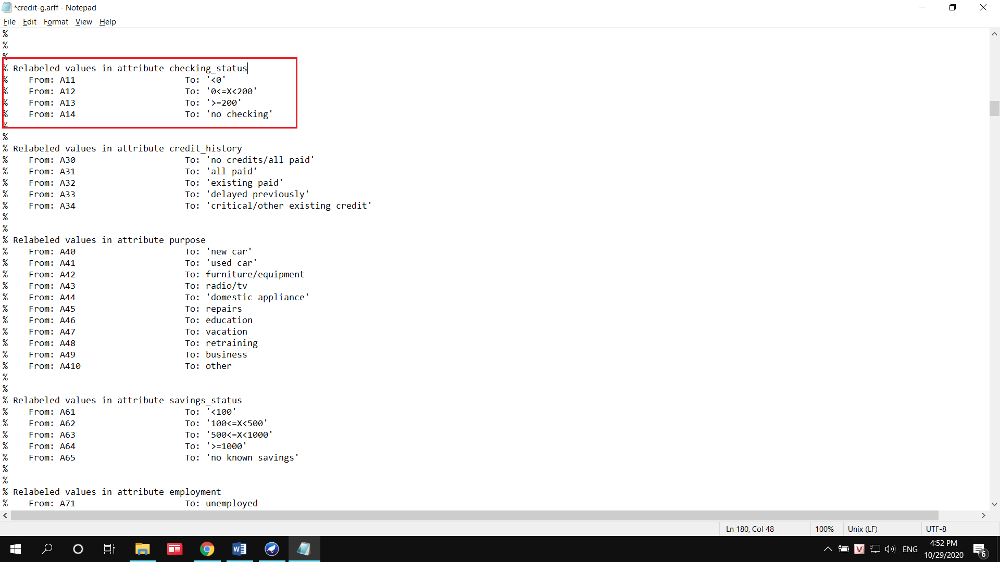 *credit-g.arff - Notepad
File Edit Format View Help
%
%
%
% Relabeled values in attribute checking_status
% From: A11 To: '<0'
% From: A12 To: '0<=X<200'
% From: A13 To: '>=200'
% From: A14 To: 'no checking'
%
%
% Relabeled values in attribute credit_history
% From: A30 To: 'no credits/all paid'
% From: A31 To: 'all paid'
% From: A32 To: 'existing paid'
% From: A33 To: 'delayed previously'
% From: A34 To: 'critical/other existing credit'
%
%
% Relabeled values in attribute purpose
% From: A40 To: 'new car'
% From: A41 To: 'used car'
% From: A42 To: furniture/equipment
% From: A43 To: radio/tv
% From: A44 To: 'domestic appliance'
% From: A45 To: repairs
% From: A46 To: education
% From: A47 To: vacation
% From: A48 To: retraining
% From: A49 To: business
% From: A410 To: other
%
%
% Relabeled values in attribute savings_status
% From: A61 To: '<100'
% From: A62 To: '100<=X<500'
% From: A63 To: '500<=X<1000'
% From: A64 To: '>=1000'
% From: A65 To: 'no known savings'
%
%
% Relabeled values in attribute employment
% From: A71 To: unemployed
Ln 180, Col 48 100% Unix (LF) UTF-8
W V ENG 4:52 PM
10/29/2020 6